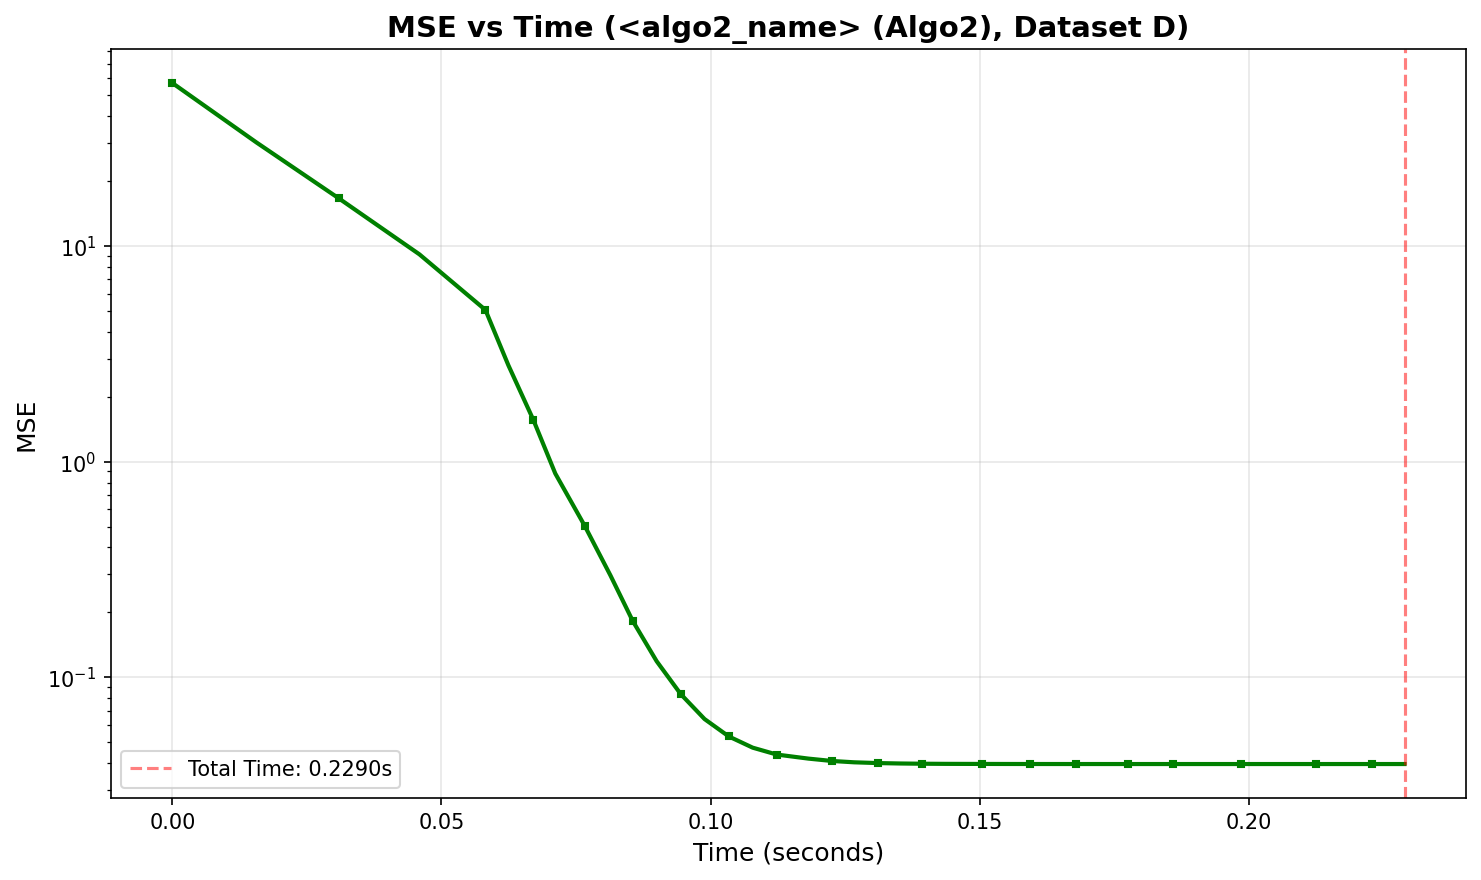 MSE vs Time (<algo2_name> (Algo2), Dataset D)
MSE
10¹
10⁰
10⁻¹
Total Time: 0.2290s
0.00 0.05 0.10 0.15 0.20
Time (seconds)